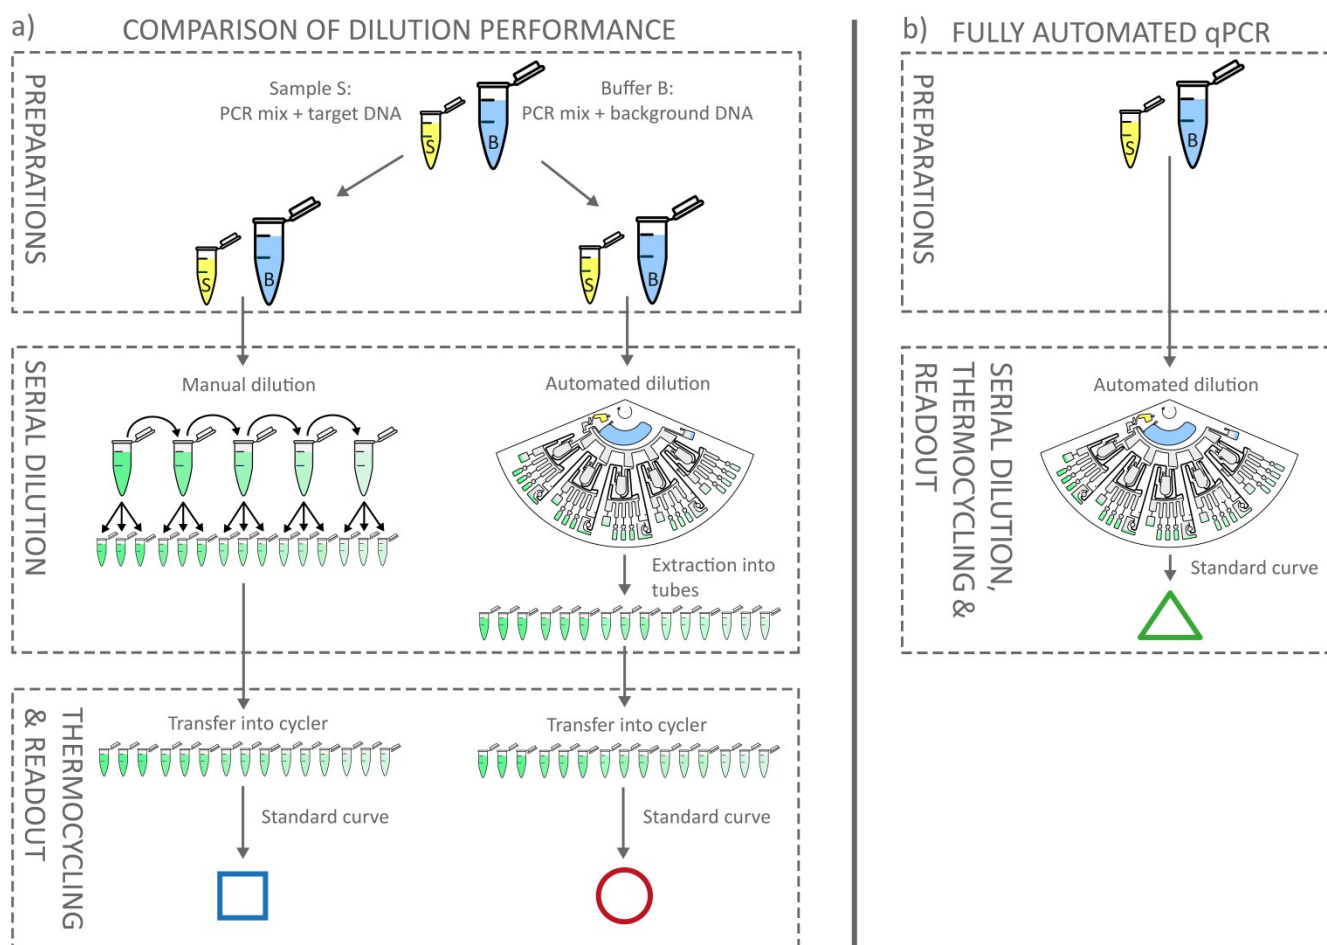 a)
COMPARISON OF DILUTION PERFORMANCE
PREPARATIONS
Sample S:
PCR mix + target DNA
Buffer B:
PCR mix + background DNA
S
B
S
B
S
B
SERIAL DILUTION
Manual dilution
Automated dilution
Extraction into
tubes
THERMOCYCLING
& READOUT
Transfer into cycler
Transfer into cycler
Standard curve
Standard curve
b)
FULLY AUTOMATED qPCR
PREPARATIONS
S
B
SERIAL DILUTION,
THERMOCYCLING &
READOUT
Automated dilution
Standard curve